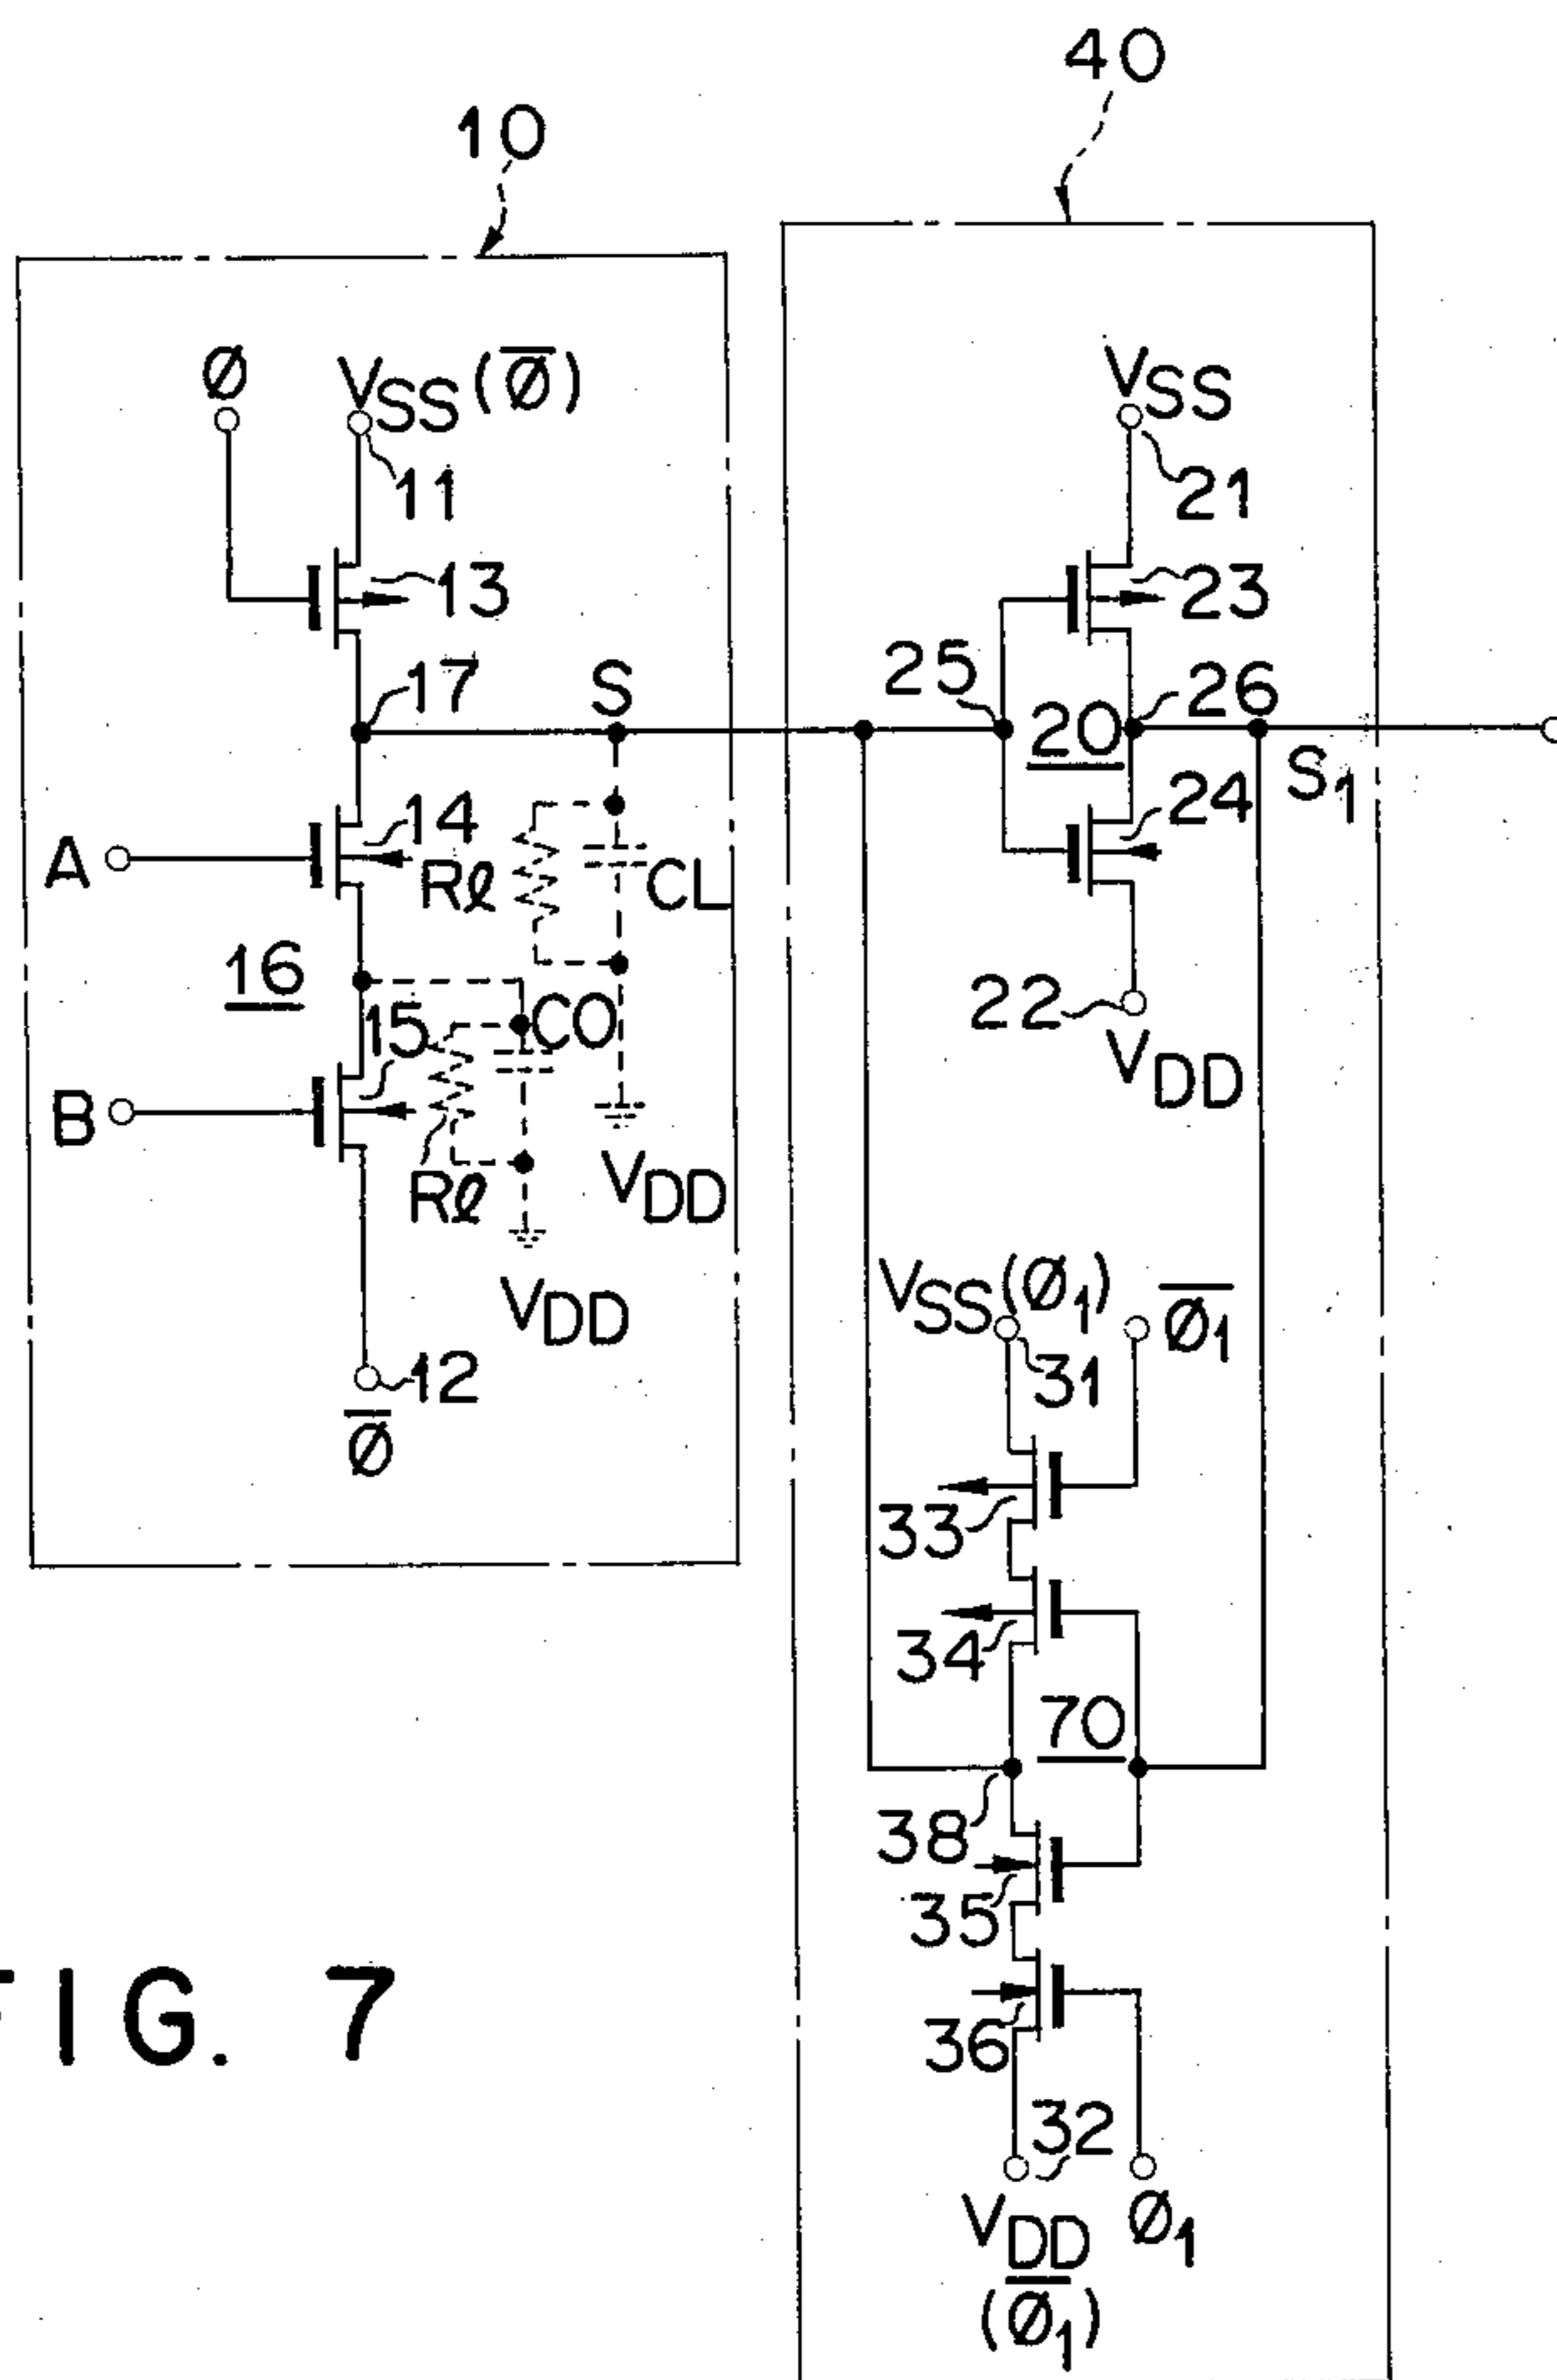 40
10
Ø
VSS(Ø̅)
VSS
11
21
13
23
17
S
25
26
20
S1
14
24
A
Rℓ
CL
16
22
CO
15
VDD
B
Rℓ
VDD
VDD
VSS(Ø1)
Ø̅1
12
31
Ø̅
33
34
70
38
35
36
FIG. 7
32
VDD
Ø1
(Ø̅1)